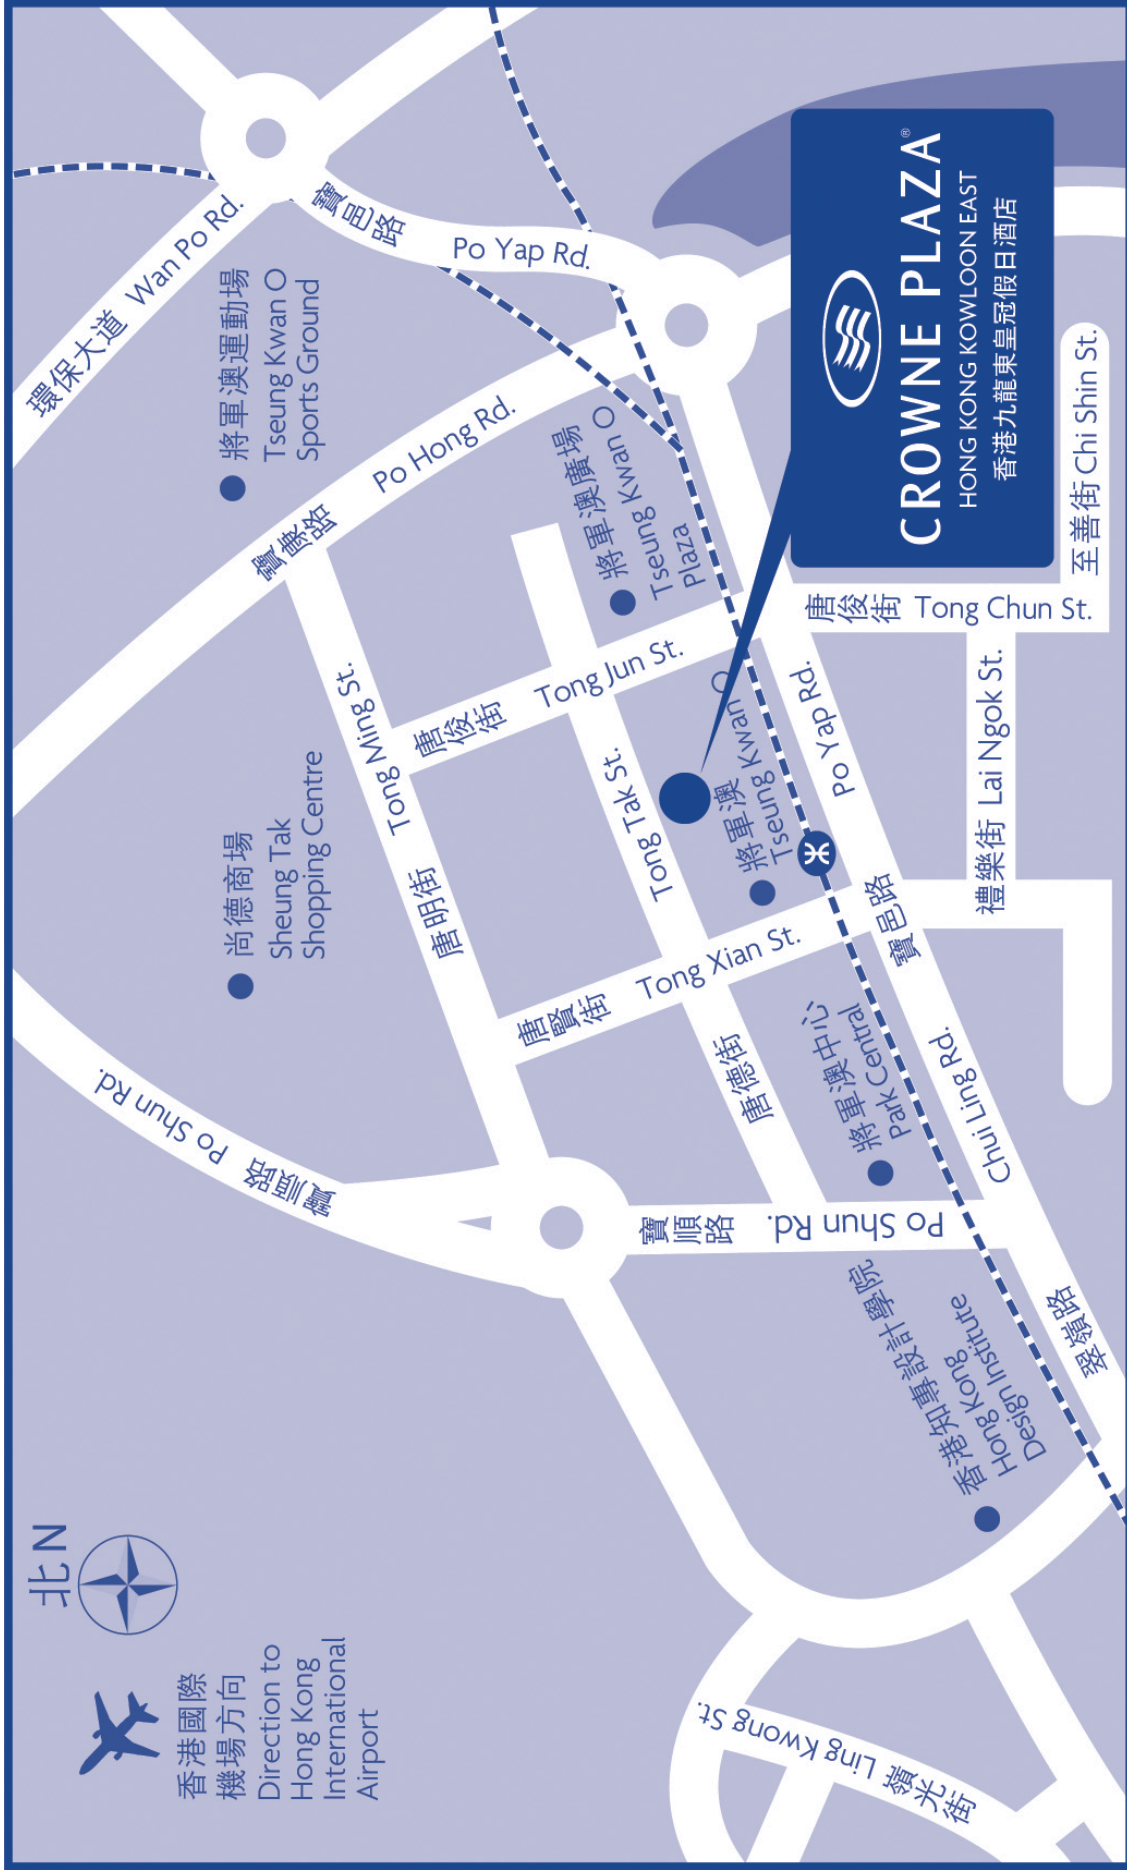 北 N
香港國際
機場方向
Direction to
Hong Kong
International
Airport
尚德商場
Sheung Tak
Shopping Centre
將軍澳運動場
Tseung Kwan O
Sports Ground
環保大道 Wan Po Rd.
寶順路 Po Shun Rd.
寶康路 Po Hong Rd.
寶邑路 Po Yap Rd.
唐明街 Tong Ming St.
唐俊街 Tong Jun St.
唐賢街 Tong Xian St.
唐德街 Tong Tak St.
將軍澳廣場
Tseung Kwan O
Plaza
將軍澳
Tseung Kwan O
將軍澳中心
Park Central
寶順路 Po Shun Rd.
寶邑路 Po Yap Rd.
翠嶺路 Chui Ling Rd.
香港知專設計學院
Hong Kong
Design Institute
嶺光街 Ling Kwong St.
唐俊街 Tong Chun St.
禮樂街 Lai Ngok St.
至善街 Chi Shin St.
CROWNE PLAZA®
HONG KONG KOWLOON EAST
香港九龍東皇冠假日酒店